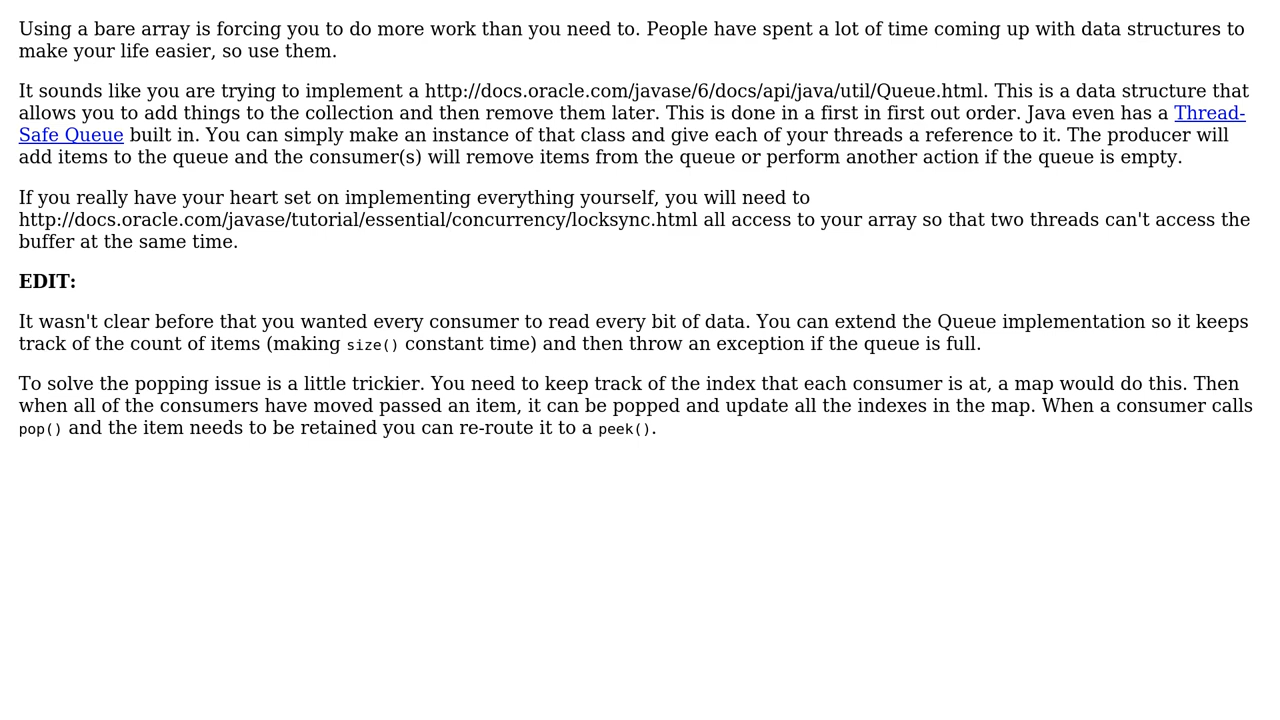 Using a bare array is forcing you to do more work than you need to. People have spent a lot of time coming up with data structures to
make your life easier, so use them.
It sounds like you are trying to implement a http://docs.oracle.com/javase/6/docs/api/java/util/Queue.html. This is a data structure that
allows you to add things to the collection and then remove them later. This is done in a first in first out order. Java even has a Thread-
Safe Queue built in. You can simply make an instance of that class and give each of your threads a reference to it. The producer will
add items to the queue and the consumer(s) will remove items from the queue or perform another action if the queue is empty.
If you really have your heart set on implementing everything yourself, you will need to
http://docs.oracle.com/javase/tutorial/essential/concurrency/locksync.html all access to your array so that two threads can't access the
buffer at the same time.
EDIT:
It wasn't clear before that you wanted every consumer to read every bit of data. You can extend the Queue implementation so it keeps
track of the count of items (making size() constant time) and then throw an exception if the queue is full.
To solve the popping issue is a little trickier. You need to keep track of the index that each consumer is at, a map would do this. Then
when all of the consumers have moved passed an item, it can be popped and update all the indexes in the map. When a consumer calls
pop() and the item needs to be retained you can re-route it to a peek().